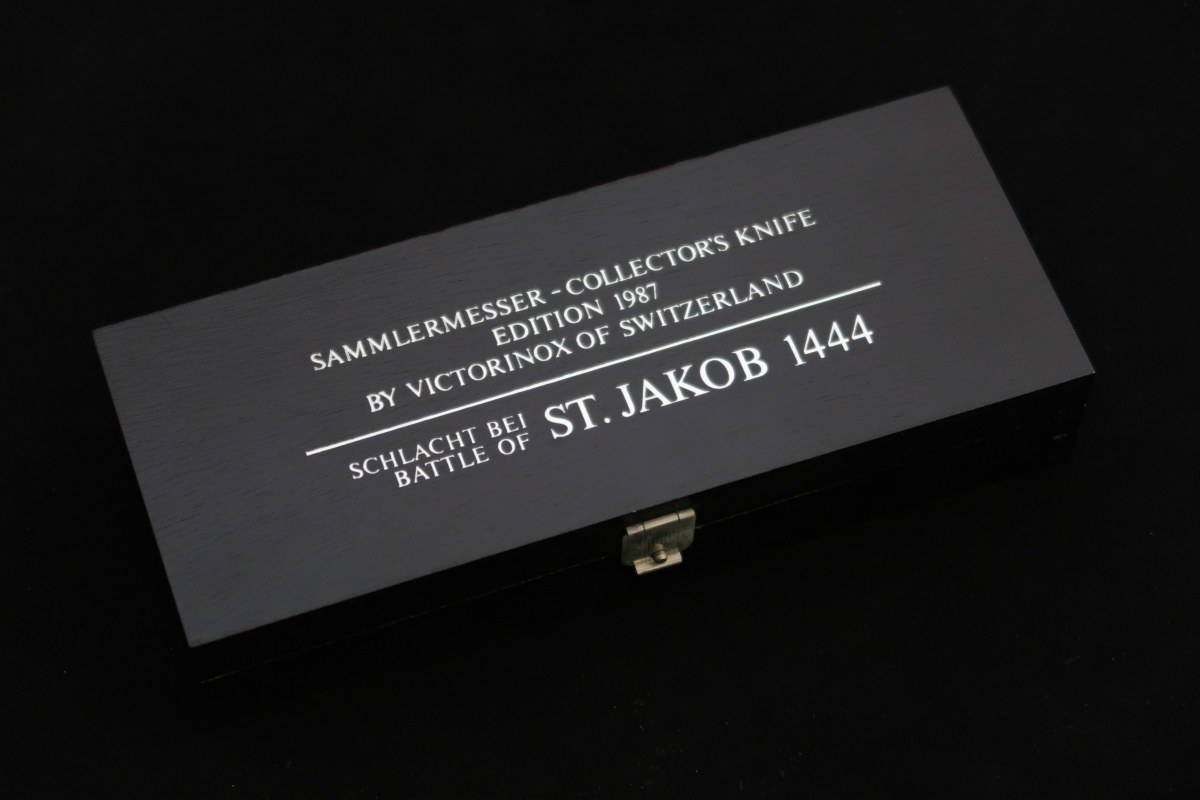 SAMMLERMESSER - COLLECTOR'S KNIFE
EDITION 1987
BY VICTORINOX OF SWITZERLAND
SCHLACHT BEI
BATTLE OF
ST. JAKOB 1444